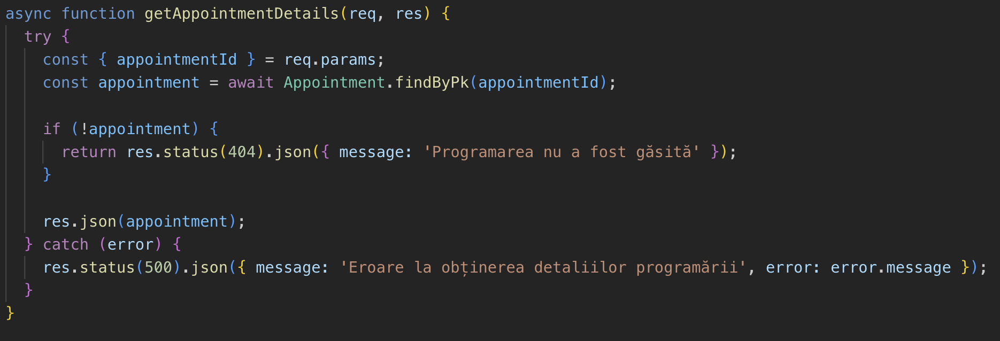 async function getAppointmentDetails(req, res) {
  try {
    const { appointmentId } = req.params;
    const appointment = await Appointment.findByPk(appointmentId);

    if (!appointment) {
      return res.status(404).json({ message: 'Programarea nu a fost găsită' });
    }

    res.json(appointment);
  } catch (error) {
    res.status(500).json({ message: 'Eroare la obținerea detaliilor programării', error: error.message });
  }
}